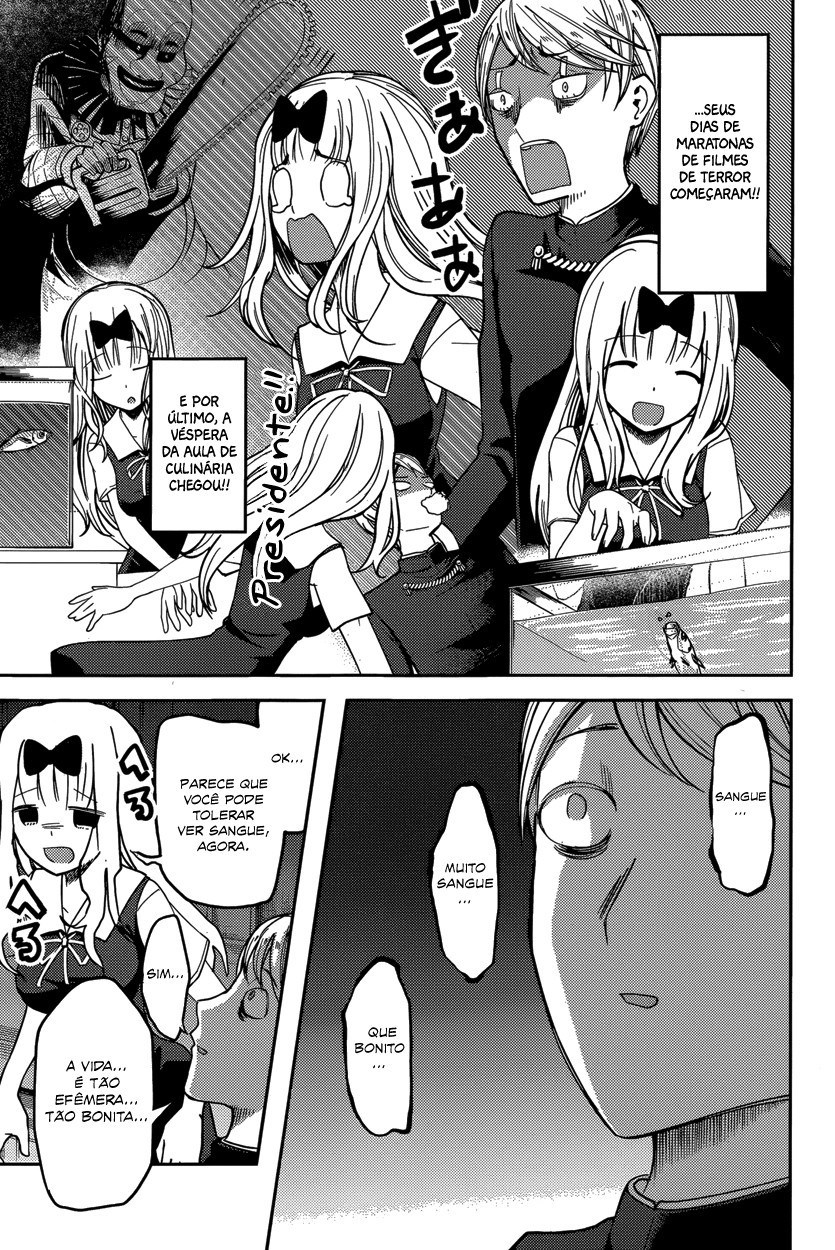 ...SEUS
DIAS DE
MARATONAS
DE FILMES
DE TERROR
COMEÇARAM!!
ぎゃあああ
E POR
ÚLTIMO, A
VÉSPERA
DA AULA DE
CULINÁRIA
CHEGOU!!
Presidente!!
SANGUE
...
MUITO
SANGUE
...
QUE
BONITO
...
OK...
PARECE QUE
VOCÊ PODE
TOLERAR
VER SANGUE,
AGORA.
へろ
へろ
SIM...
A VIDA...
É TÃO
EFÊMERA...
TÃO BONITA...